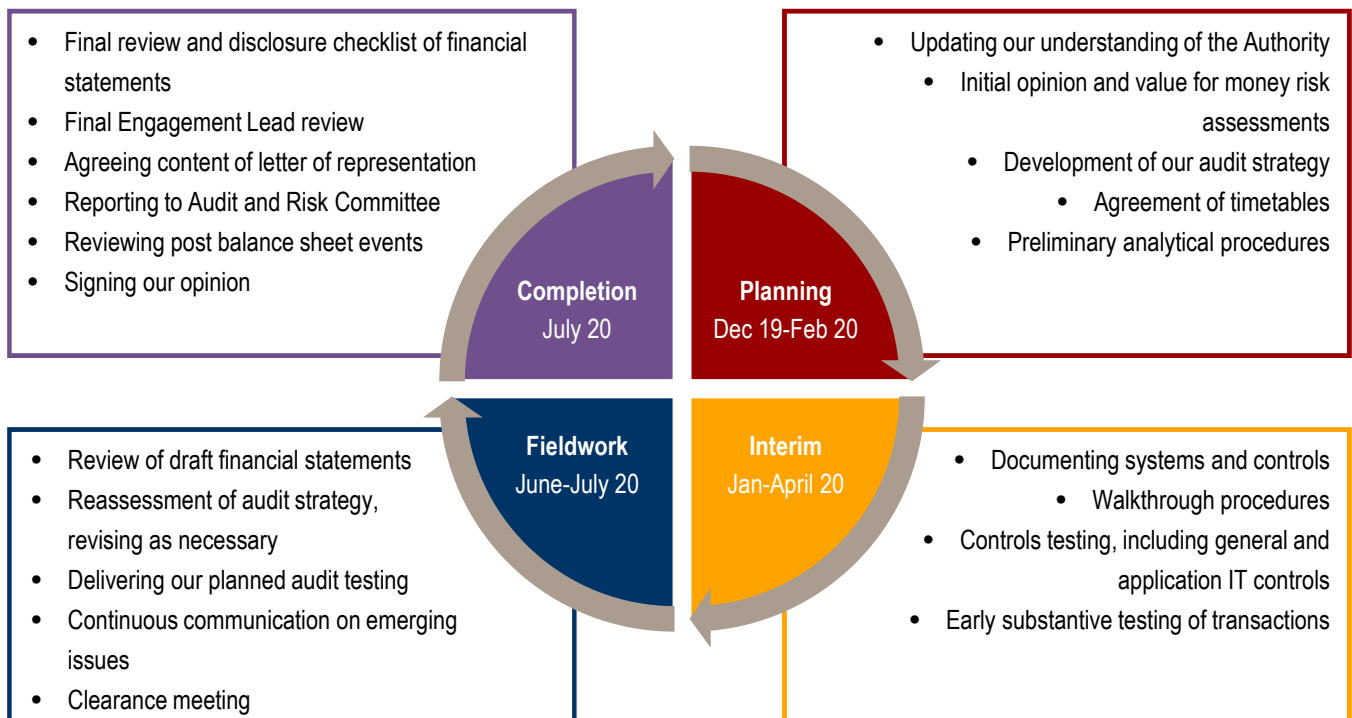 • Final review and disclosure checklist of financial
statements
• Final Engagement Lead review
• Agreeing content of letter of representation
• Reporting to Audit and Risk Committee
• Reviewing post balance sheet events
• Signing our opinion
• Updating our understanding of the Authority
• Initial opinion and value for money risk
assessments
• Development of our audit strategy
• Agreement of timetables
• Preliminary analytical procedures
Completion
July 20
Planning
Dec 19-Feb 20
Fieldwork
June-July 20
Interim
Jan-April 20
• Review of draft financial statements
• Reassessment of audit strategy,
revising as necessary
• Delivering our planned audit testing
• Continuous communication on emerging
issues
• Clearance meeting
• Documenting systems and controls
• Walkthrough procedures
• Controls testing, including general and
application IT controls
• Early substantive testing of transactions